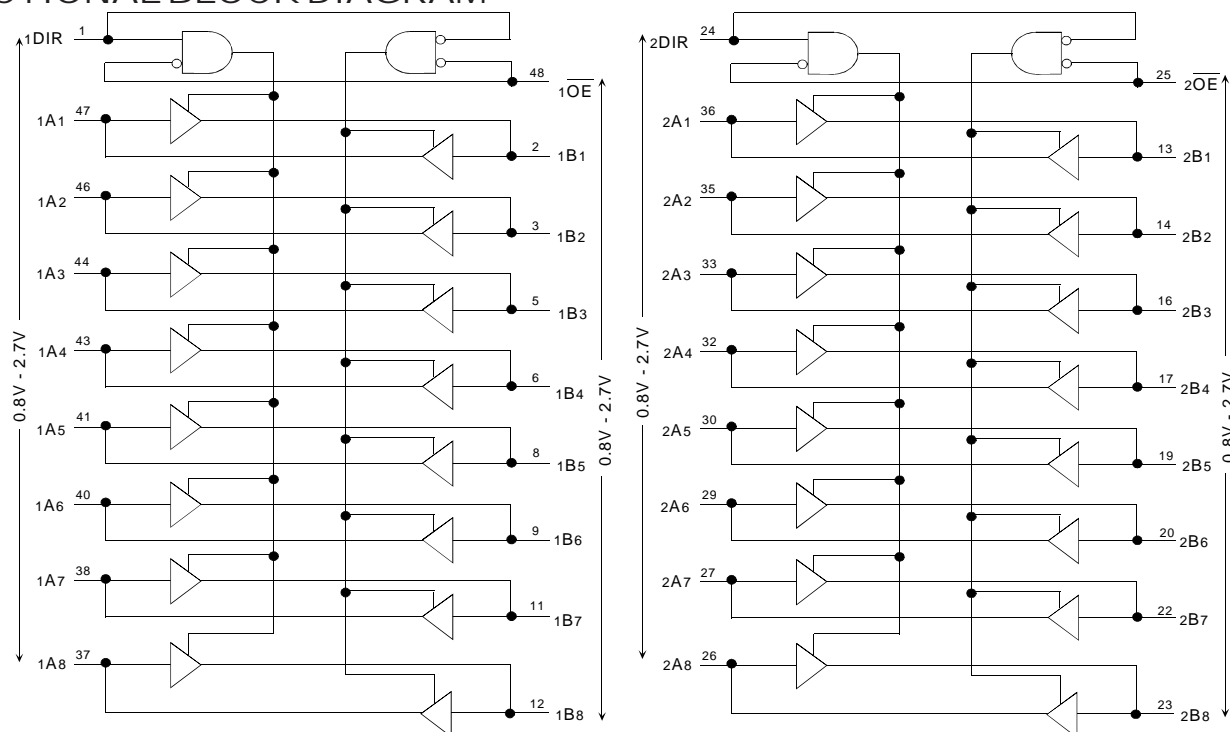 1DIR 1
48 1OE
47 1A1
2 1B1
46 1A2
3 1B2
44 1A3
5 1B3
43 1A4
6 1B4
41 1A5
8 1B5
40 1A6
9 1B6
38 1A7
11 1B7
37 1A8
12 1B8
0.8V - 2.7V
0.8V - 2.7V
2DIR 24
25 2OE
36 2A1
13 2B1
35 2A2
14 2B2
33 2A3
16 2B3
32 2A4
17 2B4
30 2A5
19 2B5
29 2A6
20 2B6
27 2A7
22 2B7
26 2A8
23 2B8
0.8V - 2.7V
0.8V - 2.7V